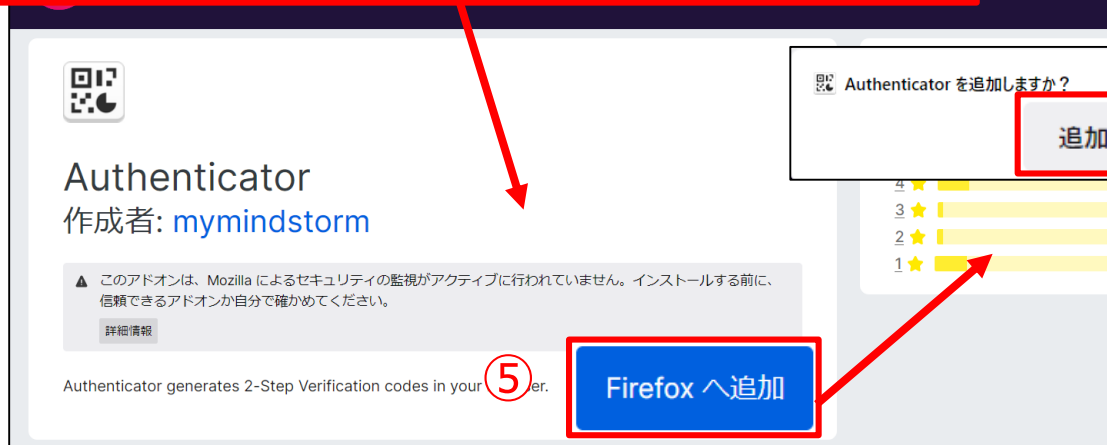 Authenticator を追加しますか？
追加
Authenticator
作成者: mymindstorm
4
3
2
1
このアドオンは、Mozilla によるセキュリティの監視がアクティブに行われていません。インストールする前に、
信頼できるアドオンか自分で確かめてください。
詳細情報
Authenticator generates 2-Step Verification codes in your
⑤
Firefox へ追加